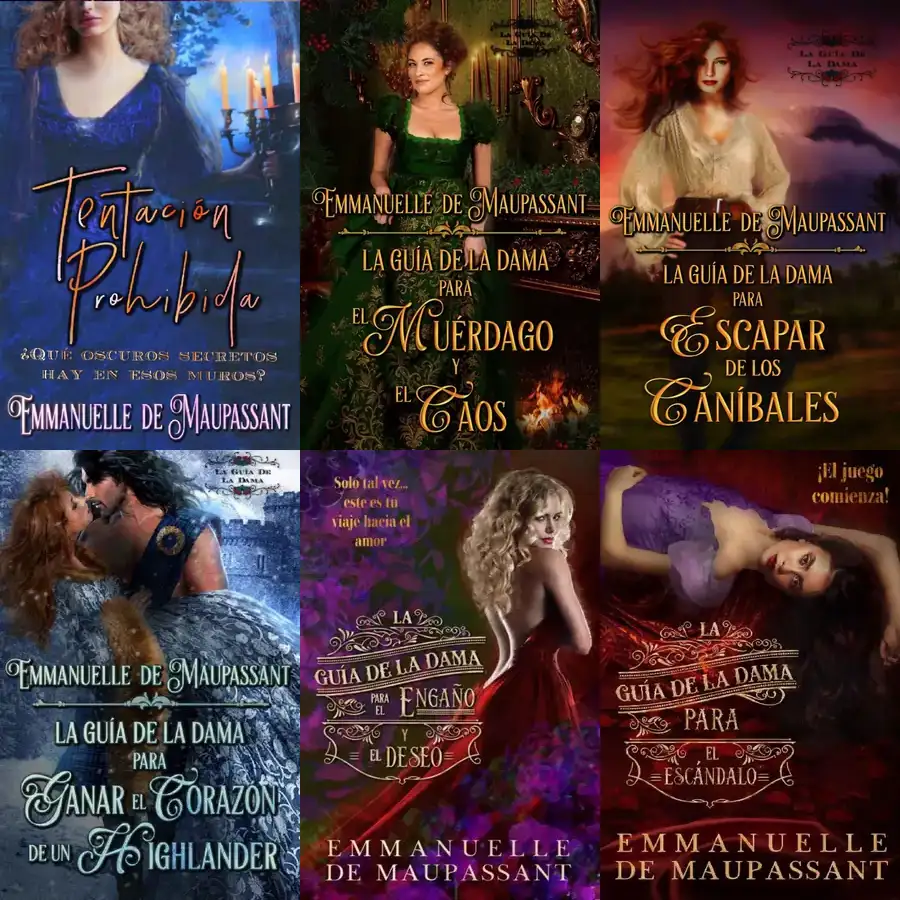 Tentación
Prohibida
¿QUÉ OSCUROS SECRETOS
HAY EN ESOS MUROS?
EMMANUELLE DE MAUPASSANT
LA GUÍA DE
LA DAMA
EMMANUELLE DE MAUPASSANT
LA GUÍA DE LA DAMA
PARA
EL MUÉRDAGO
Y
EL CAOS
LA GUÍA DE
LA DAMA
EMMANUELLE DE MAUPASSANT
LA GUÍA DE LA DAMA
PARA
ESCAPAR
DE LOS
CANÍBALES
LA GUÍA DE
LA DAMA
EMMANUELLE DE MAUPASSANT
LA GUÍA DE LA DAMA
PARA
GANAR EL CORAZÓN
DE UN HIGHLANDER
Solo tal vez...
este es tu
viaje hacia el
amor
LA
GUÍA DE LA DAMA
PARA EL ENGAÑO
Y
EL DESEO
EMMANUELLE
DE MAUPASSANT
¡El juego
comienza!
LA
GUÍA DE LA DAMA
PARA
EL
ESCÁNDALO
EMMANUELLE
DE MAUPASSANT